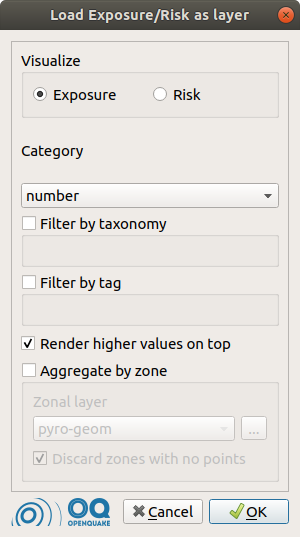 Load Exposure/Risk as layer
Visualize
Exposure Risk
Category
number
Filter by taxonomy
Filter by tag
Render higher values on top
Aggregate by zone
Zonal layer
pyro-geom ...
Discard zones with no points
OPENQUAKE
Cancel OK